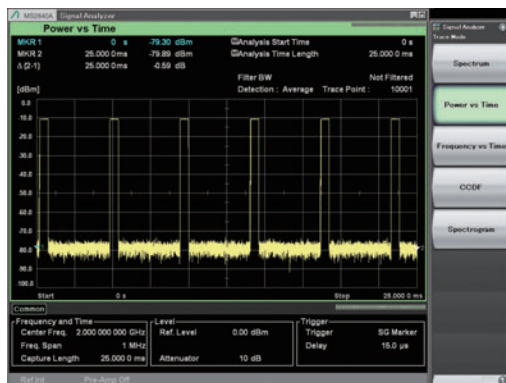 MS2840A Signal Analyzer
Power vs Time
MKR 1 0 s -79.30 dBm
MKR 2 25.000 0 ms -79.89 dBm
Δ (2-1) 25.000 0 ms -0.59 dB
Analysis Start Time 0 s
Analysis Time Length 25.000 0 ms
Filter BW Not Filtered
[dBm] Detection : Average Trace Point : 10001
0.0
-10.0
-20.0
-30.0
-40.0
-50.0
-60.0
-70.0
-80.0
-90.0
-100.0
2
Start 0 s Stop 25.000 0 ms
Common
Frequency and Time
Center Freq. 2.000 000 000 GHz
Freq. Span 1 MHz
Capture Length 25.000 0 ms
Level
Ref. Level 0.00 dBm
Attenuator 10 dB
Trigger
Trigger SG Marker
Delay 15.0 µs
Ref.Int Pre-Amp Off
Signal Analyzer
Trace Mode
Spectrum
Power vs Time
Frequency vs Time
CCDF
Spectrogram